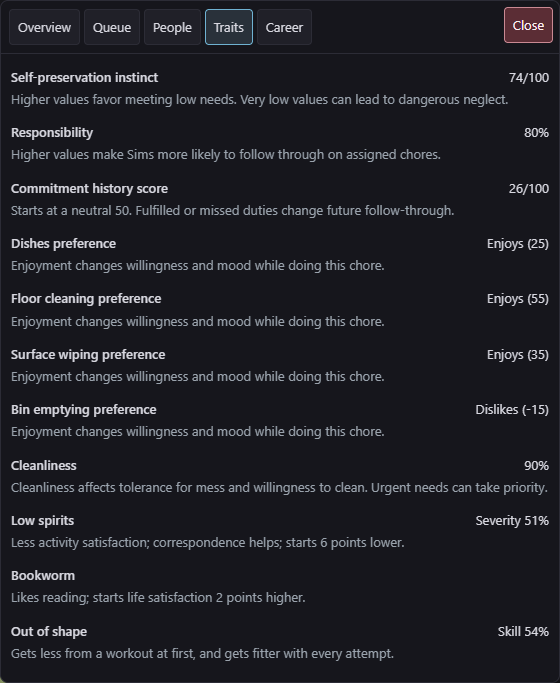 Overview Queue People Traits Career Close
Self-preservation instinct 74/100
Higher values favor meeting low needs. Very low values can lead to dangerous neglect.
Responsibility 80%
Higher values make Sims more likely to follow through on assigned chores.
Commitment history score 26/100
Starts at a neutral 50. Fulfilled or missed duties change future follow-through.
Dishes preference Enjoys (25)
Enjoyment changes willingness and mood while doing this chore.
Floor cleaning preference Enjoys (55)
Enjoyment changes willingness and mood while doing this chore.
Surface wiping preference Enjoys (35)
Enjoyment changes willingness and mood while doing this chore.
Bin emptying preference Dislikes (-15)
Enjoyment changes willingness and mood while doing this chore.
Cleanliness 90%
Cleanliness affects tolerance for mess and willingness to clean. Urgent needs can take priority.
Low spirits Severity 51%
Less activity satisfaction; correspondence helps; starts 6 points lower.
Bookworm
Likes reading; starts life satisfaction 2 points higher.
Out of shape Skill 54%
Gets less from a workout at first, and gets fitter with every attempt.